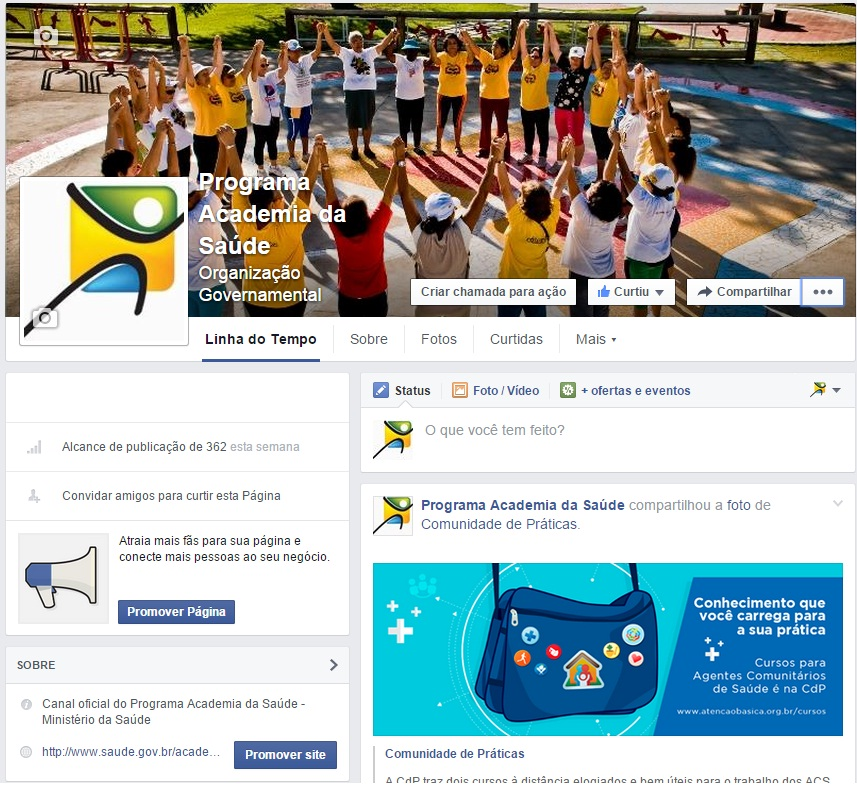 Programa
Academia da
Saúde
Organização
Governamental
Criar chamada para ação
Curtiu
Compartilhar
•••
Linha do Tempo
Sobre
Fotos
Curtidas
Mais
Alcance de publicação de 362 esta semana
Convidar amigos para curtir esta Página
Atraia mais fãs para sua página e
conecte mais pessoas ao seu negócio.
Promover Página
SOBRE
Canal oficial do Programa Academia da Saúde -
Ministério da Saúde
http://www.saude.gov.br/acade…
Promover site
Status
Foto / Vídeo
+ ofertas e eventos
O que você tem feito?
Programa Academia da Saúde compartilhou a foto de
Comunidade de Práticas.
Conhecimento que
você carrega para
a sua prática
Cursos para
Agentes Comunitários
de Saúde é na CdP
www.atencaobasica.org.br/cursos
Comunidade de Práticas
A CdP traz dois cursos à distância elogiados e bem úteis para o trabalho dos ACS